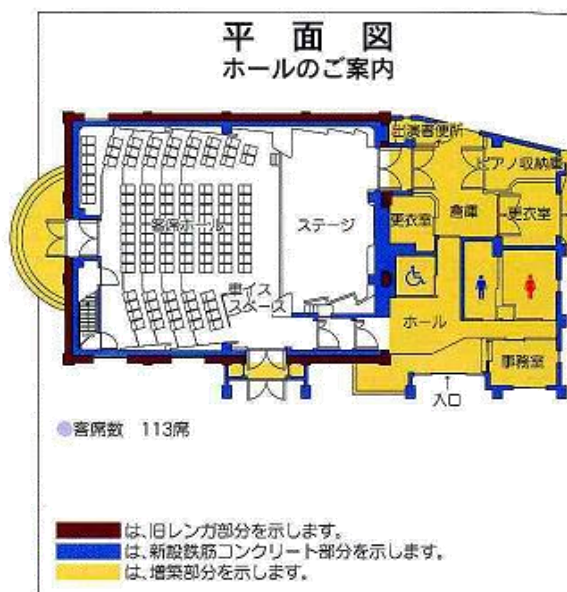 平面図
ホールのご案内
出演者便所
ピアノ収納庫
倉庫
更衣室
更衣室
客席ホール
ステージ
車イス
スペース
ホール
事務室
入口
客席数 113席
は、旧レンガ部分を示します。
は、新設鉄筋コンクリート部分を示します。
は、増築部分を示します。